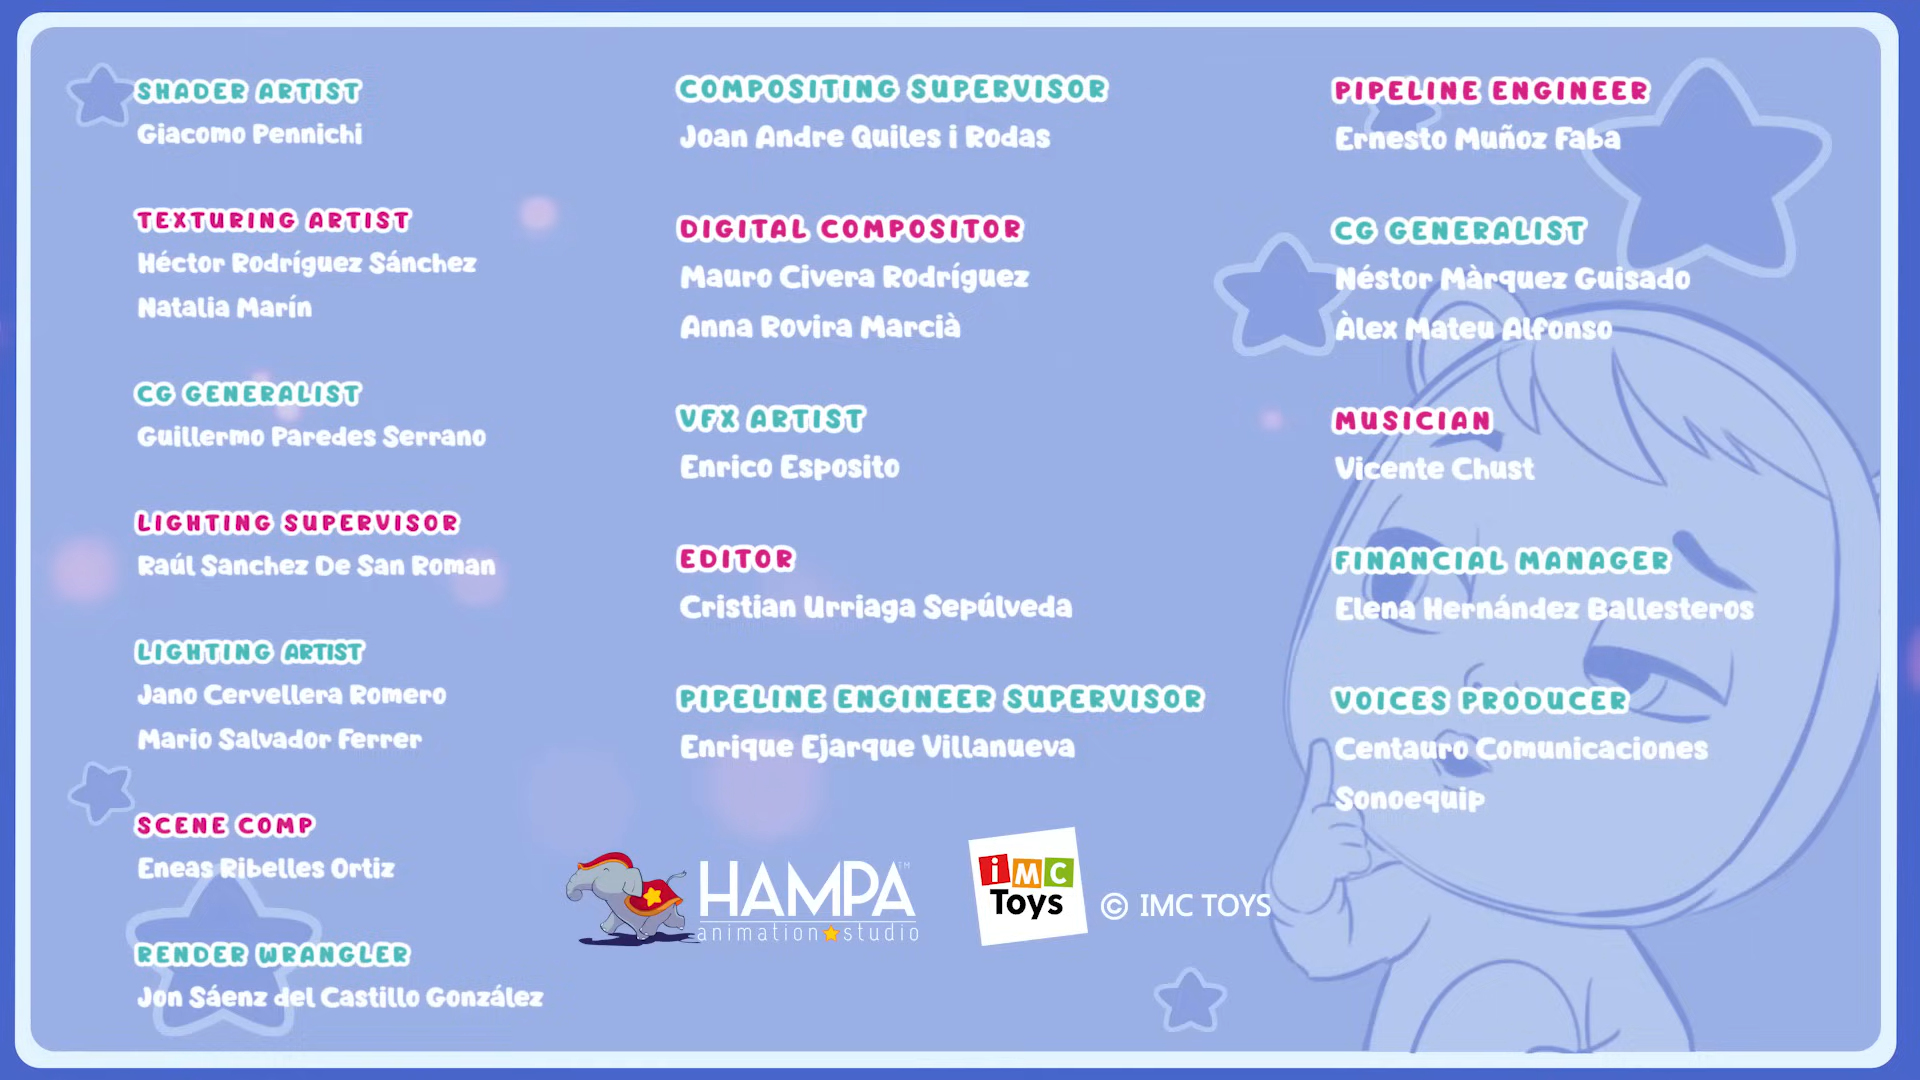 SHADER ARTIST
Giacomo Pennichi
TEXTURING ARTIST
Héctor Rodríguez Sánchez
Natalia Marín
CG GENERALIST
Guillermo Paredes Serrano
LIGHTING SUPERVISOR
Raúl Sanchez De San Roman
LIGHTING ARTIST
Jano Cervellera Romero
Mario Salvador Ferrer
SCENE COMP
Eneas Ribelles Ortiz
RENDER WRANGLER
Jon Sáenz del Castillo González
COMPOSITING SUPERVISOR
Joan Andre Quiles i Rodas
DIGITAL COMPOSITOR
Mauro Civera Rodríguez
Anna Rovira Marcià
VFX ARTIST
Enrico Esposito
EDITOR
Cristian Urriaga Sepúlveda
PIPELINE ENGINEER SUPERVISOR
Enrique Ejarque Villanueva
HAMPA™
animation studio
iMC
Toys
© IMC TOYS
PIPELINE ENGINEER
Ernesto Muñoz Faba
CG GENERALIST
Néstor Màrquez Guisado
Àlex Mateu Alfonso
MUSICIAN
Vicente Chust
FINANCIAL MANAGER
Elena Hernández Ballesteros
VOICES PRODUCER
Centauro Comunicaciones
Sonoequip